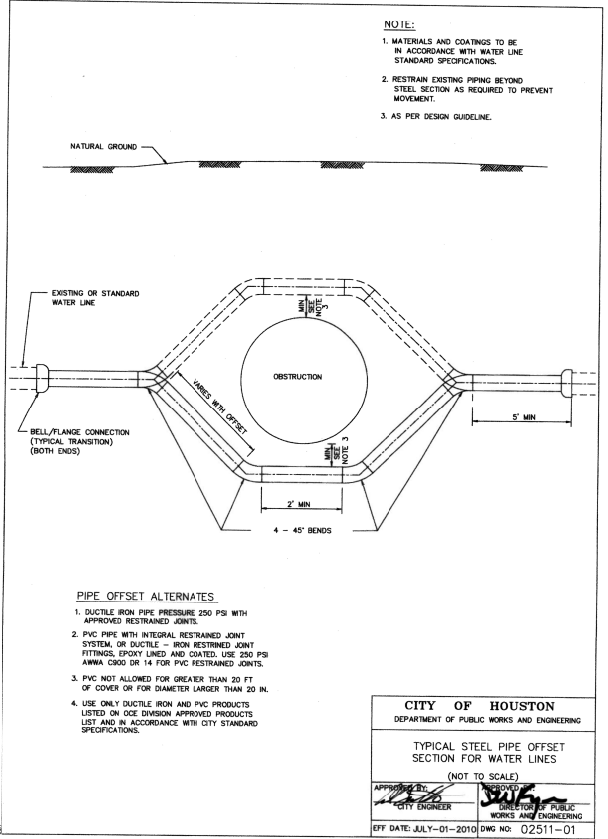 NOTE:
1. MATERIALS AND COATINGS TO BE
IN ACCORDANCE WITH WATER LINE
STANDARD SPECIFICATIONS.
2. RESTRAIN EXISTING PIPING BEYOND
STEEL SECTION AS REQUIRED TO PREVENT
MOVEMENT.
3. AS PER DESIGN GUIDELINE.
NATURAL GROUND
EXISTING OR STANDARD
WATER LINE
MIN
SEE
NOTE 3
OBSTRUCTION
VARIES WITH OFFSET
BELL/FLANGE CONNECTION
(TYPICAL TRANSITION)
(BOTH ENDS)
MIN
SEE
NOTE 3
5' MIN
2' MIN
4 - 45° BENDS
PIPE OFFSET ALTERNATES
1. DUCTILE IRON PIPE PRESSURE 250 PSI WITH
APPROVED RESTRAINED JOINTS.
2. PVC PIPE WITH INTEGRAL RESTRAINED JOINT
SYSTEM, OR DUCTILE - IRON RESTRINED JOINT
FITTINGS, EPOXY LINED AND COATED. USE 250 PSI
AWWA C900 DR 14 FOR PVC RESTRAINED JOINTS.
3. PVC NOT ALLOWED FOR GREATER THAN 20 FT
OF COVER OR FOR DIAMETER LARGER THAN 20 IN.
4. USE ONLY DUCTILE IRON AND PVC PRODUCTS
LISTED ON OCE DIVISION APPROVED PRODUCTS
LIST AND IN ACCORDANCE WITH CITY STANDARD
SPECIFICATIONS.
CITY OF HOUSTON
DEPARTMENT OF PUBLIC WORKS AND ENGINEERING
TYPICAL STEEL PIPE OFFSET
SECTION FOR WATER LINES
(NOT TO SCALE)
APPROVED BY:
CITY ENGINEER
APPROVED BY:
DIRECTOR OF PUBLIC
WORKS AND ENGINEERING
EFF DATE: JULY-01-2010
DWG NO: 02511-01